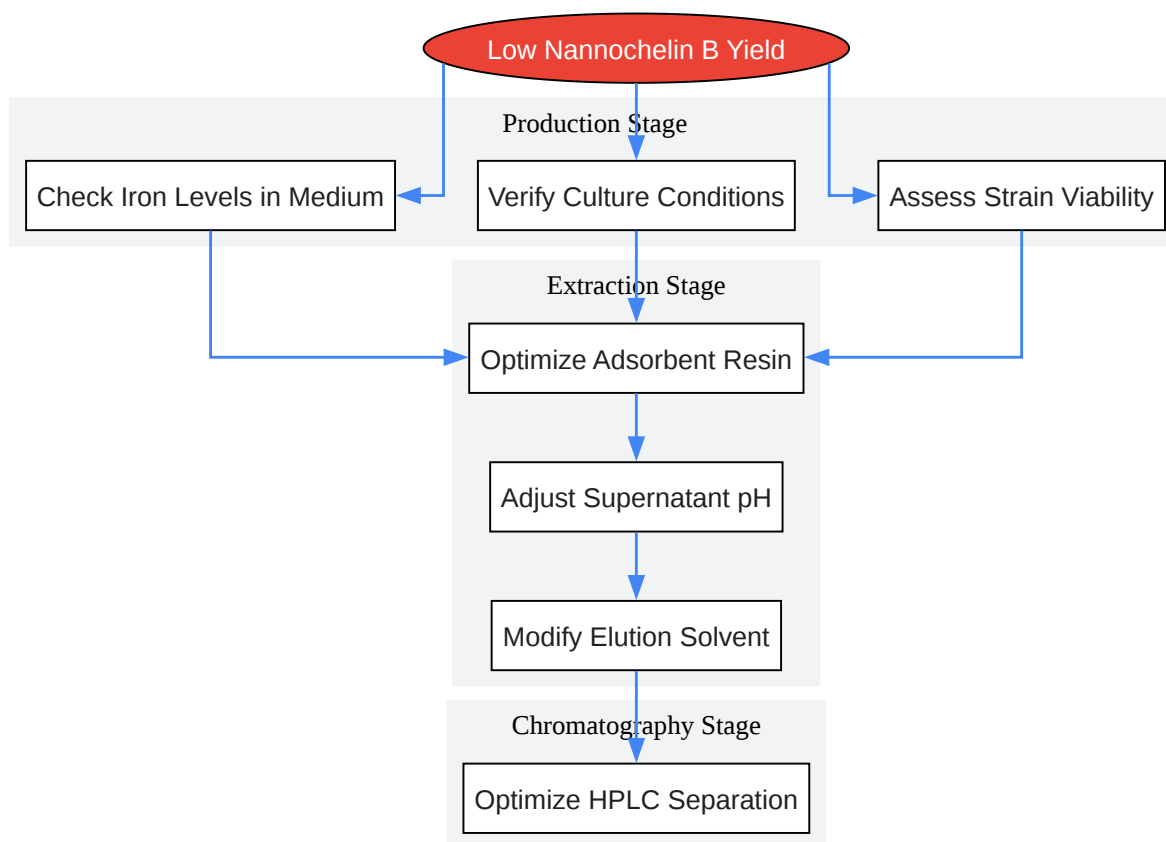 Low Nannochelin B Yield
Production Stage
Check Iron Levels in Medium
Verify Culture Conditions
Assess Strain Viability
Extraction Stage
Optimize Adsorbent Resin
Adjust Supernatant pH
Modify Elution Solvent
Chromatography Stage
Optimize HPLC Separation